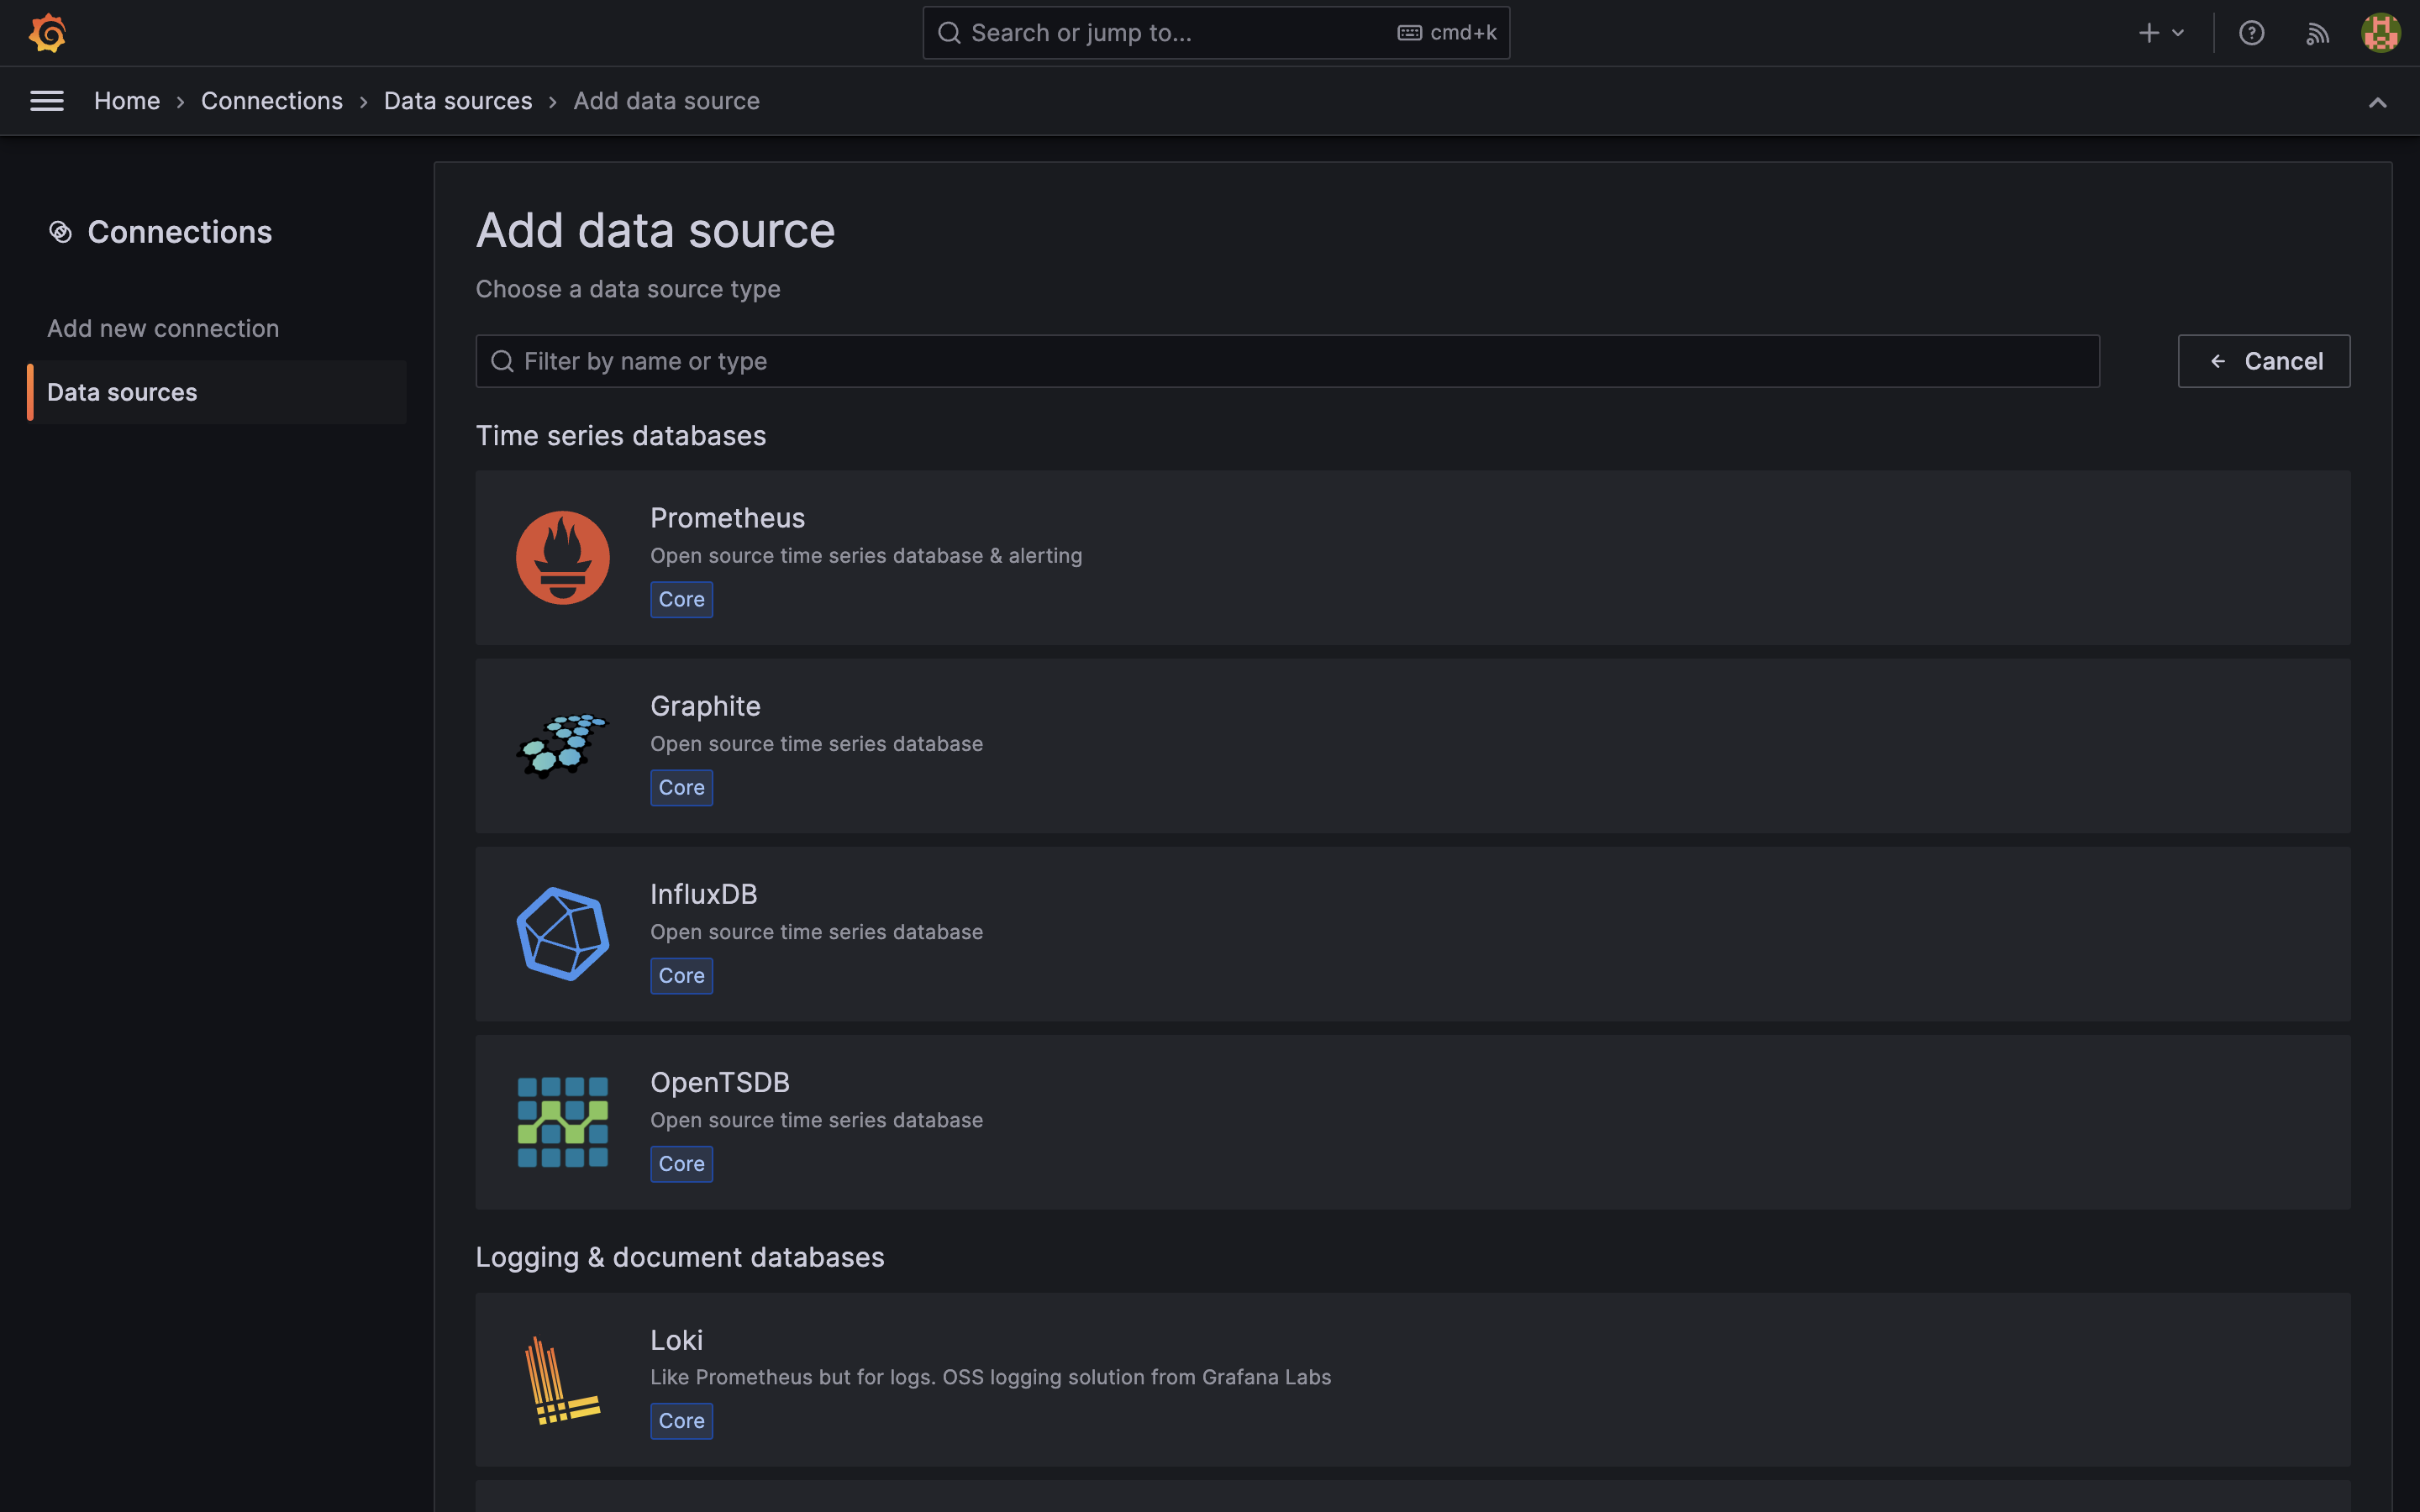 Search or jump to...
cmd+k
Home
Connections
Data sources
Add data source
Connections
Add new connection
Data sources
Add data source
Choose a data source type
Filter by name or type
Cancel
Time series databases
Prometheus
Open source time series database & alerting
Core
Graphite
Open source time series database
Core
InfluxDB
Open source time series database
Core
OpenTSDB
Open source time series database
Core
Logging & document databases
Loki
Like Prometheus but for logs. OSS logging solution from Grafana Labs
Core